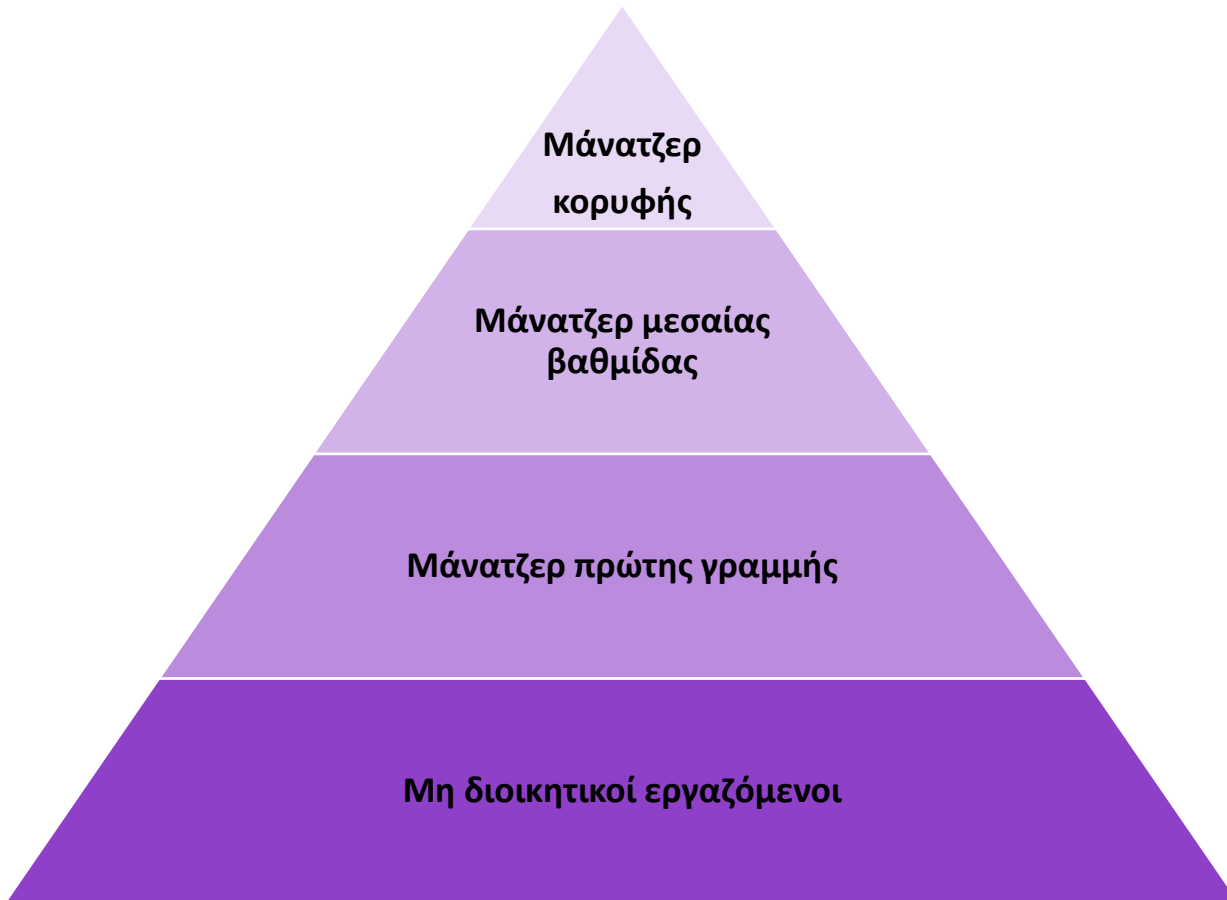 Μάνατζερ
κορυφής
Μάνατζερ μεσαίας
βαθμίδας
Μάνατζερ πρώτης γραμμής
Μη διοικητικοί εργαζόμενοι